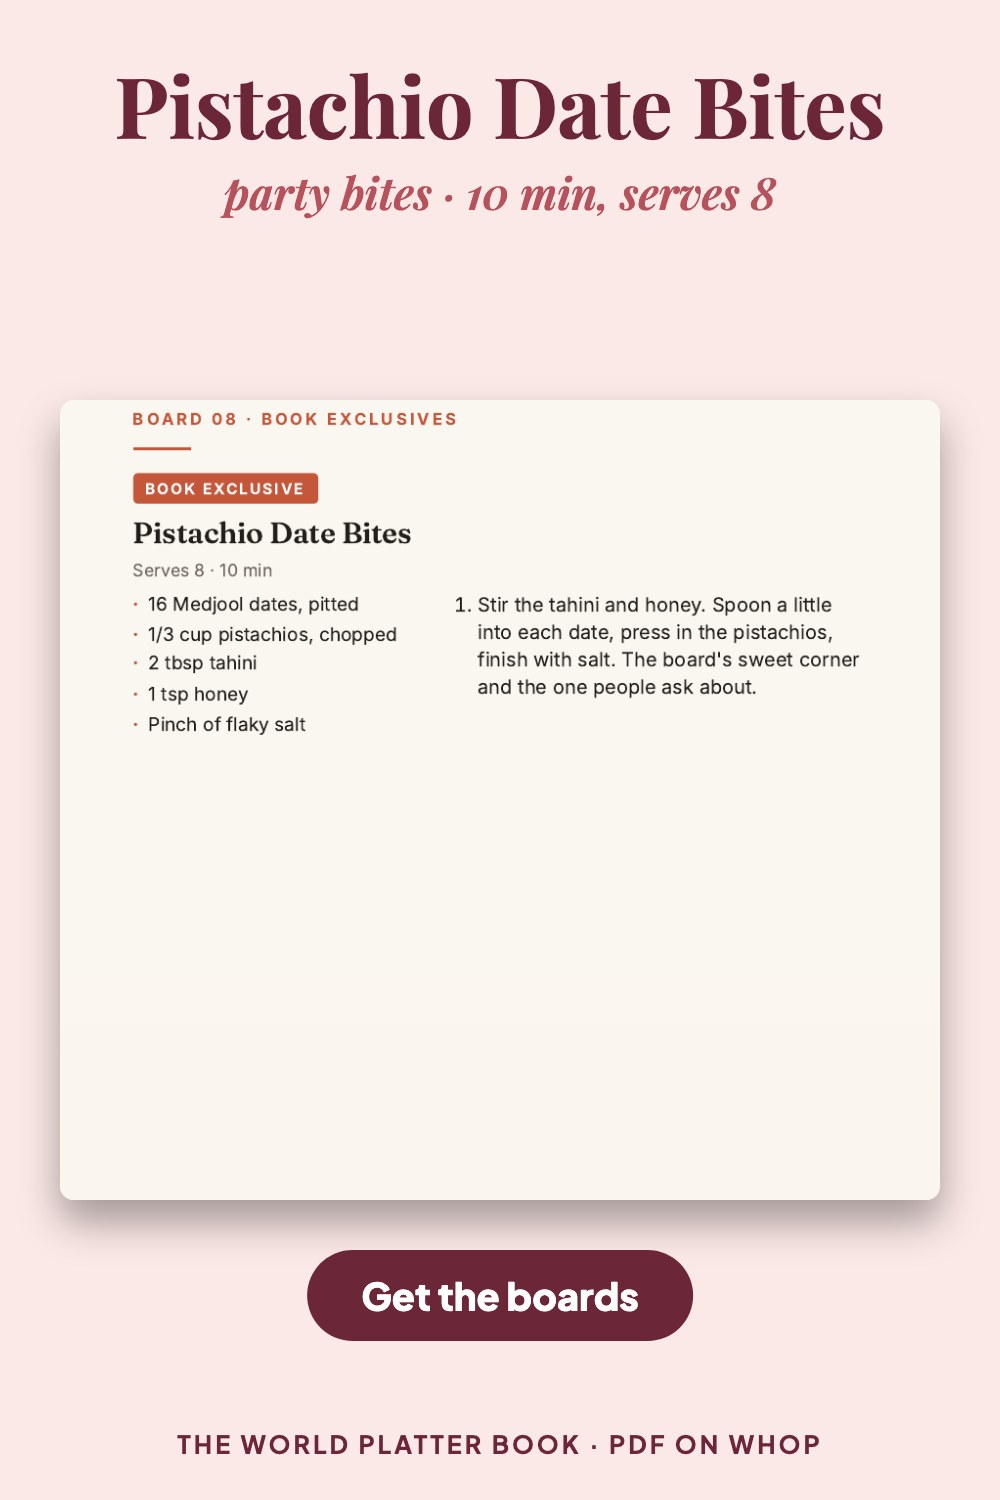 Pistachio Date Bites
party bites · 10 min, serves 8
BOARD 08 · BOOK EXCLUSIVES
BOOK EXCLUSIVE
Pistachio Date Bites
Serves 8 · 10 min
· 16 Medjool dates, pitted
· 1/3 cup pistachios, chopped
· 2 tbsp tahini
· 1 tsp honey
· Pinch of flaky salt
1. Stir the tahini and honey. Spoon a little
into each date, press in the pistachios,
finish with salt. The board's sweet corner
and the one people ask about.
Get the boards
THE WORLD PLATTER BOOK · PDF ON WHOP